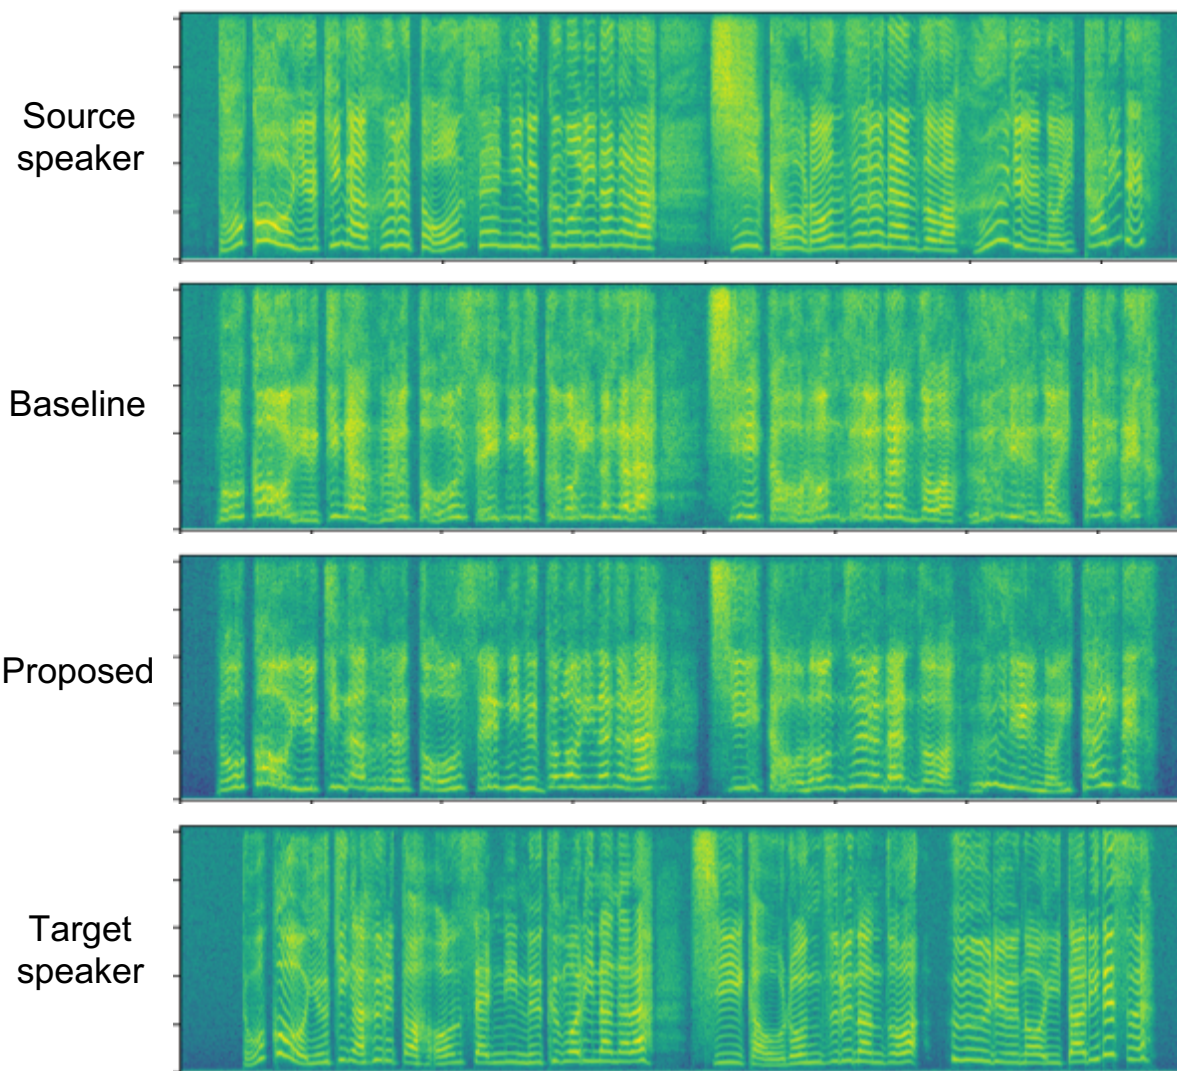 Source
speaker
Baseline
Proposed
Target
speaker